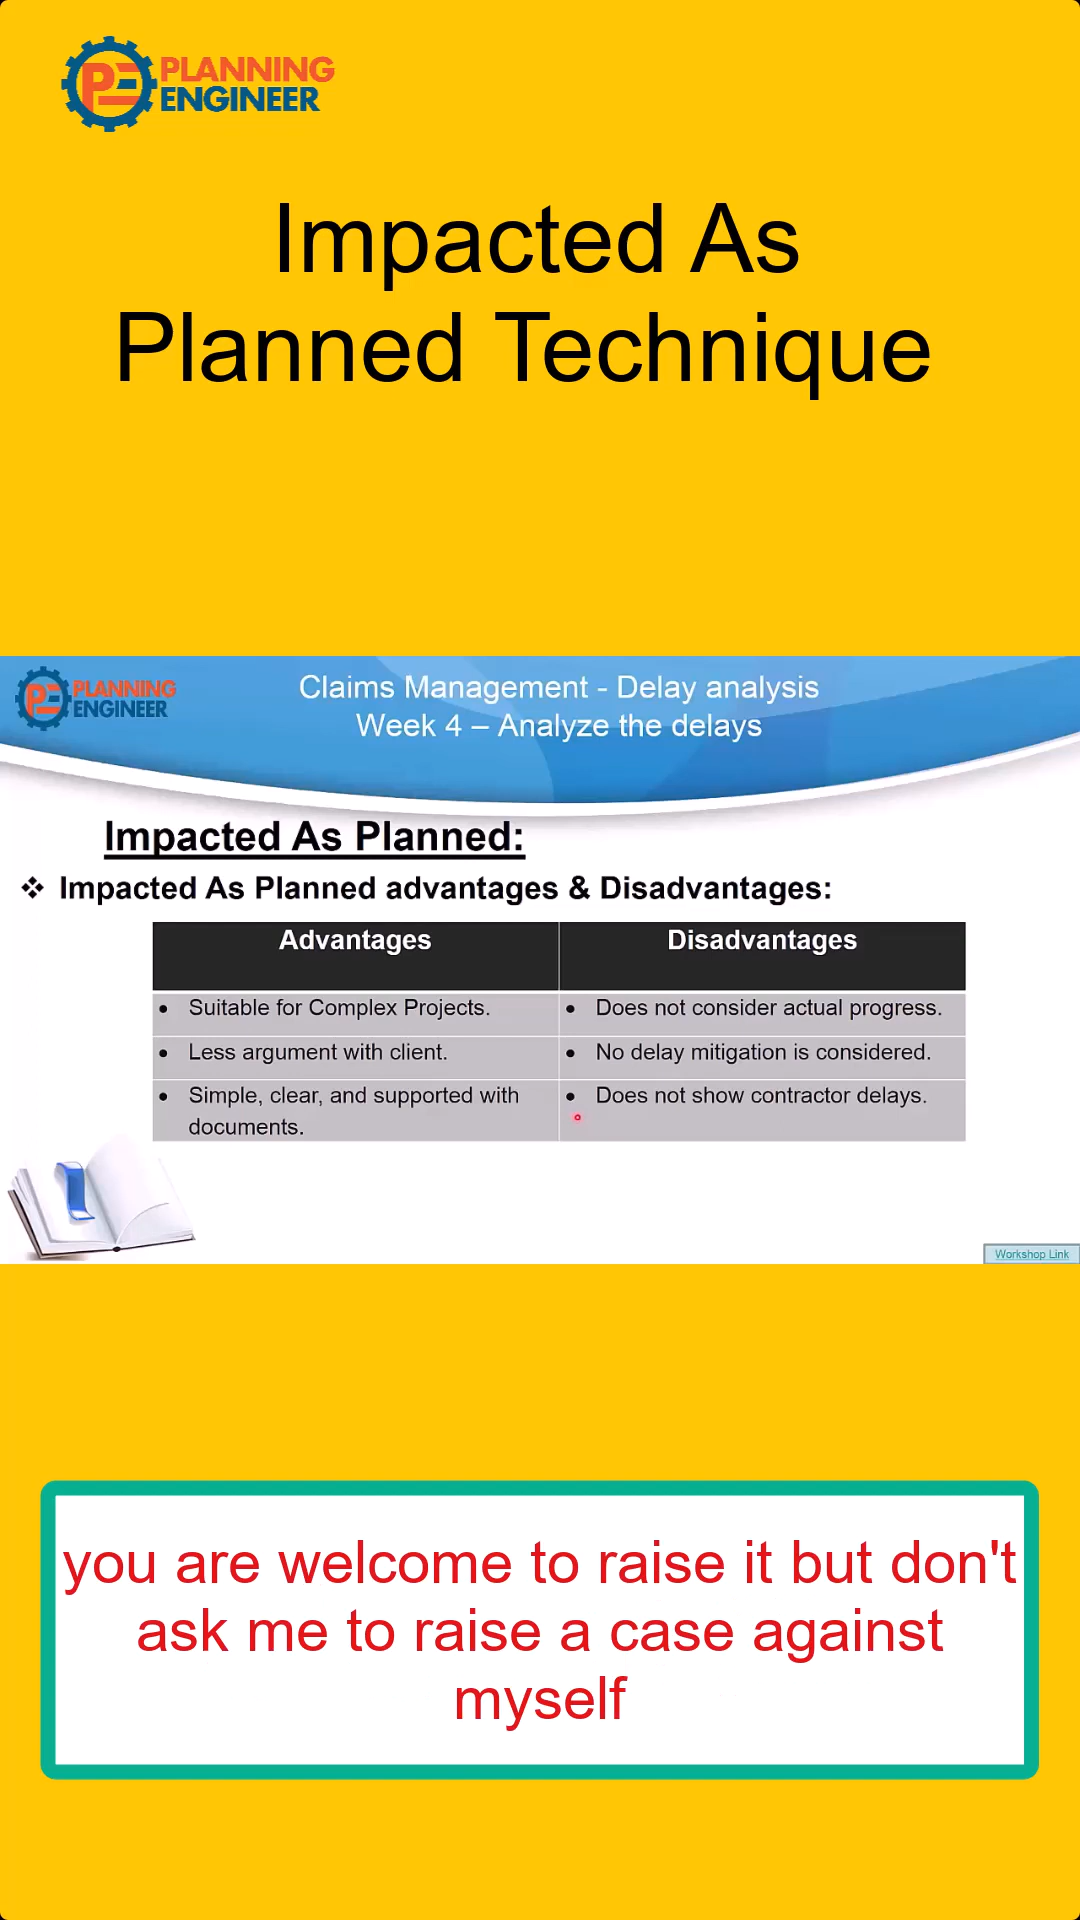 PLANNING
ENGINEER
Impacted As
Planned Technique
PLANNING
ENGINEER
Claims Management - Delay analysis
Week 4 – Analyze the delays
Impacted As Planned:
❖ Impacted As Planned advantages & Disadvantages:
Advantages
Disadvantages
• Suitable for Complex Projects.
• Does not consider actual progress.
• Less argument with client.
• No delay mitigation is considered.
• Simple, clear, and supported with
documents.
• Does not show contractor delays.
Workshop Link
you are welcome to raise it but don't
ask me to raise a case against
myself